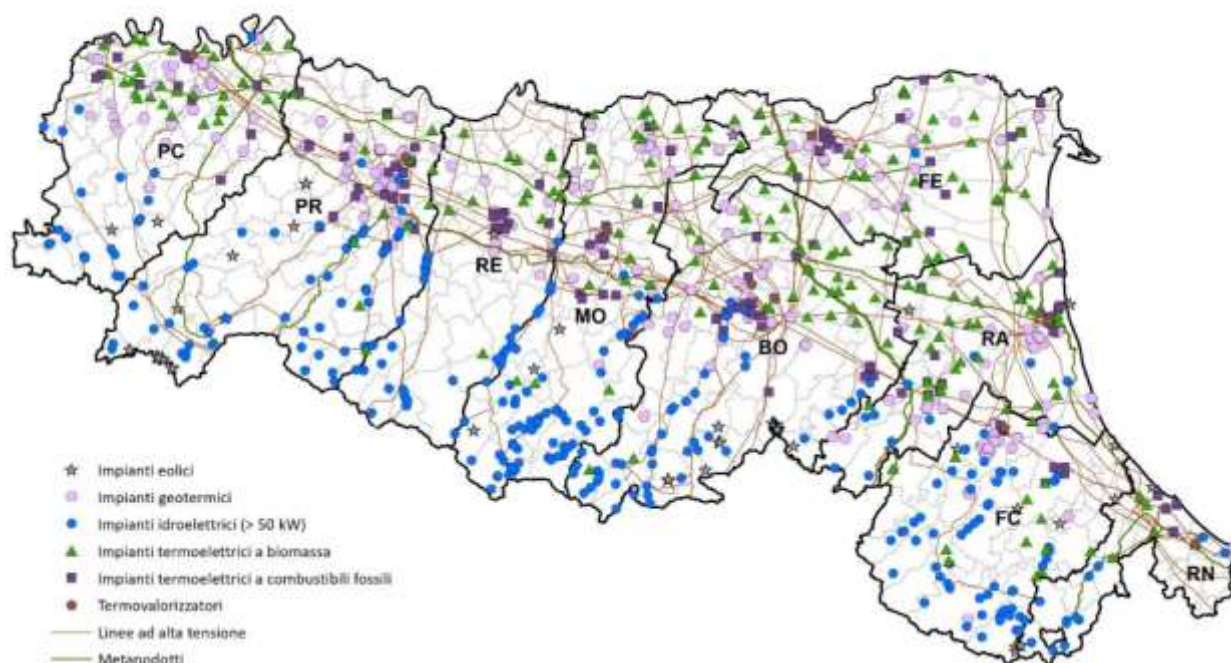 PC
PR
RE
MO
BO
FE
RA
FC
RN
Impianti eolici
Impianti geotermici
Impianti idroelettrici (> 50 kW)
Impianti termoelettrici a biomassa
Impianti termoelettrici a combustibili fossili
Termovalorizzatori
Linee ad alta tensione
Metanodotti